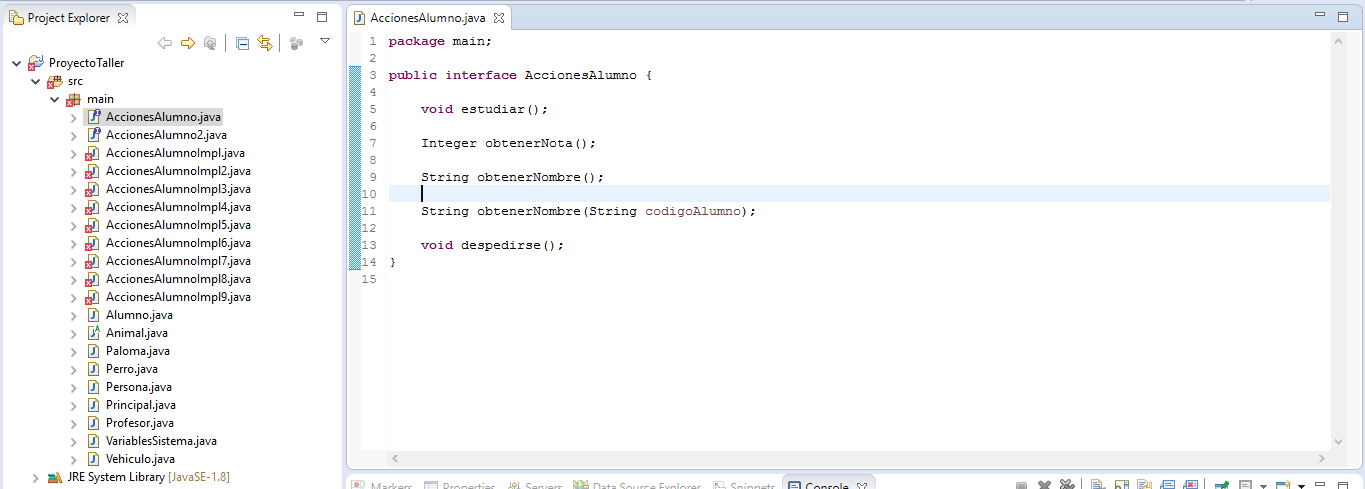 Project Explorer
ProyectoTaller
src
main
AccionesAlumno.java
AccionesAlumno2.java
AccionesAlumnoImpl.java
AccionesAlumnoImpl2.java
AccionesAlumnoImpl3.java
AccionesAlumnoImpl4.java
AccionesAlumnoImpl5.java
AccionesAlumnoImpl6.java
AccionesAlumnoImpl7.java
AccionesAlumnoImpl8.java
AccionesAlumnoImpl9.java
Alumno.java
Animal.java
Paloma.java
Perro.java
Persona.java
Principal.java
Profesor.java
VariablesSistema.java
Vehiculo.java
JRE System Library [JavaSE-1.8]
AccionesAlumno.java
1 package main;
2
3 public interface AccionesAlumno {
4
5 void estudiar();
6
7 Integer obtenerNota();
8
9 String obtenerNombre();
10
11 String obtenerNombre(String codigoAlumno);
12
13 void despedirse();
14 }
15
Markers Properties Servers Data Source Explorer Snippets Console